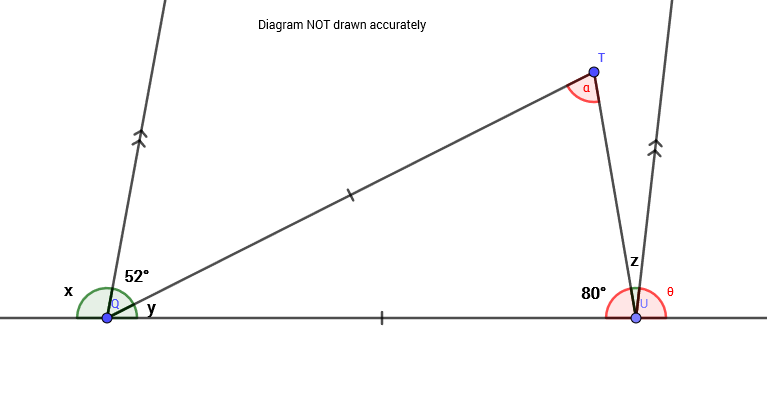 Diagram NOT drawn accurately
T
α
z
52°
x
80°
θ
Q
y
U